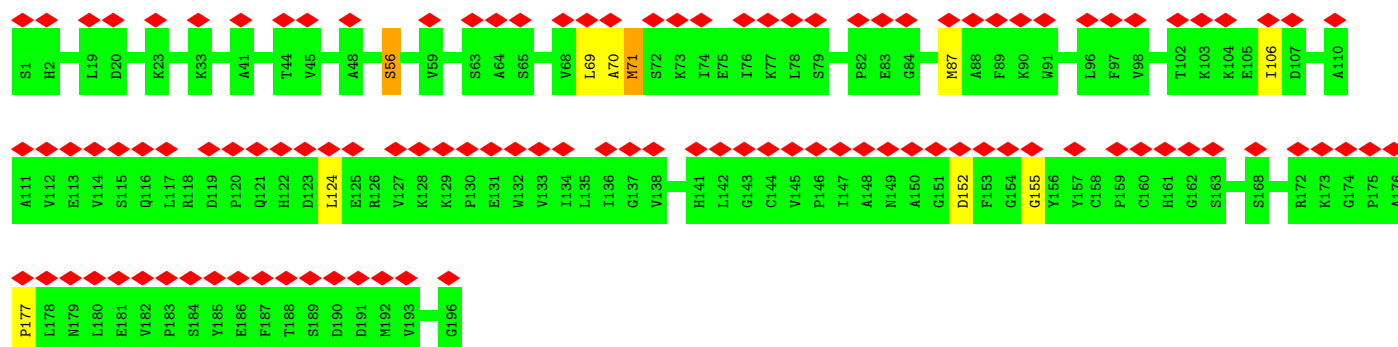 S1 H2 L19 D20 K23 K33 A41 T44 V45 A48 S56 V59 S63 A64 S65 V68 L69 A70 M71 S72 K73 I74 E75 I76 K77 L78 S79 P82 E83 G84 M87 A88 F89 K90 W91 L96 F97 V98 T102 K103 K104 E105 I106 D107 A110
A111 V112 E113 V114 S115 Q116 L117 R118 D119 P120 Q121 H122 D123 L124 E125 R126 V127 K128 K129 P130 E131 W132 V133 I134 L135 I136 G137 V138 H141 L142 G143 C144 V145 P146 I147 A148 N149 A150 G151 D152 F153 G154 G155 Y156 Y157 C158 P159 C160 H161 G162 S163 S168 R172 K173 G174 P175 A176
P177 L178 N179 L180 E181 V182 P183 S184 Y185 E186 F187 T188 S189 D190 D191 M192 V193 G196